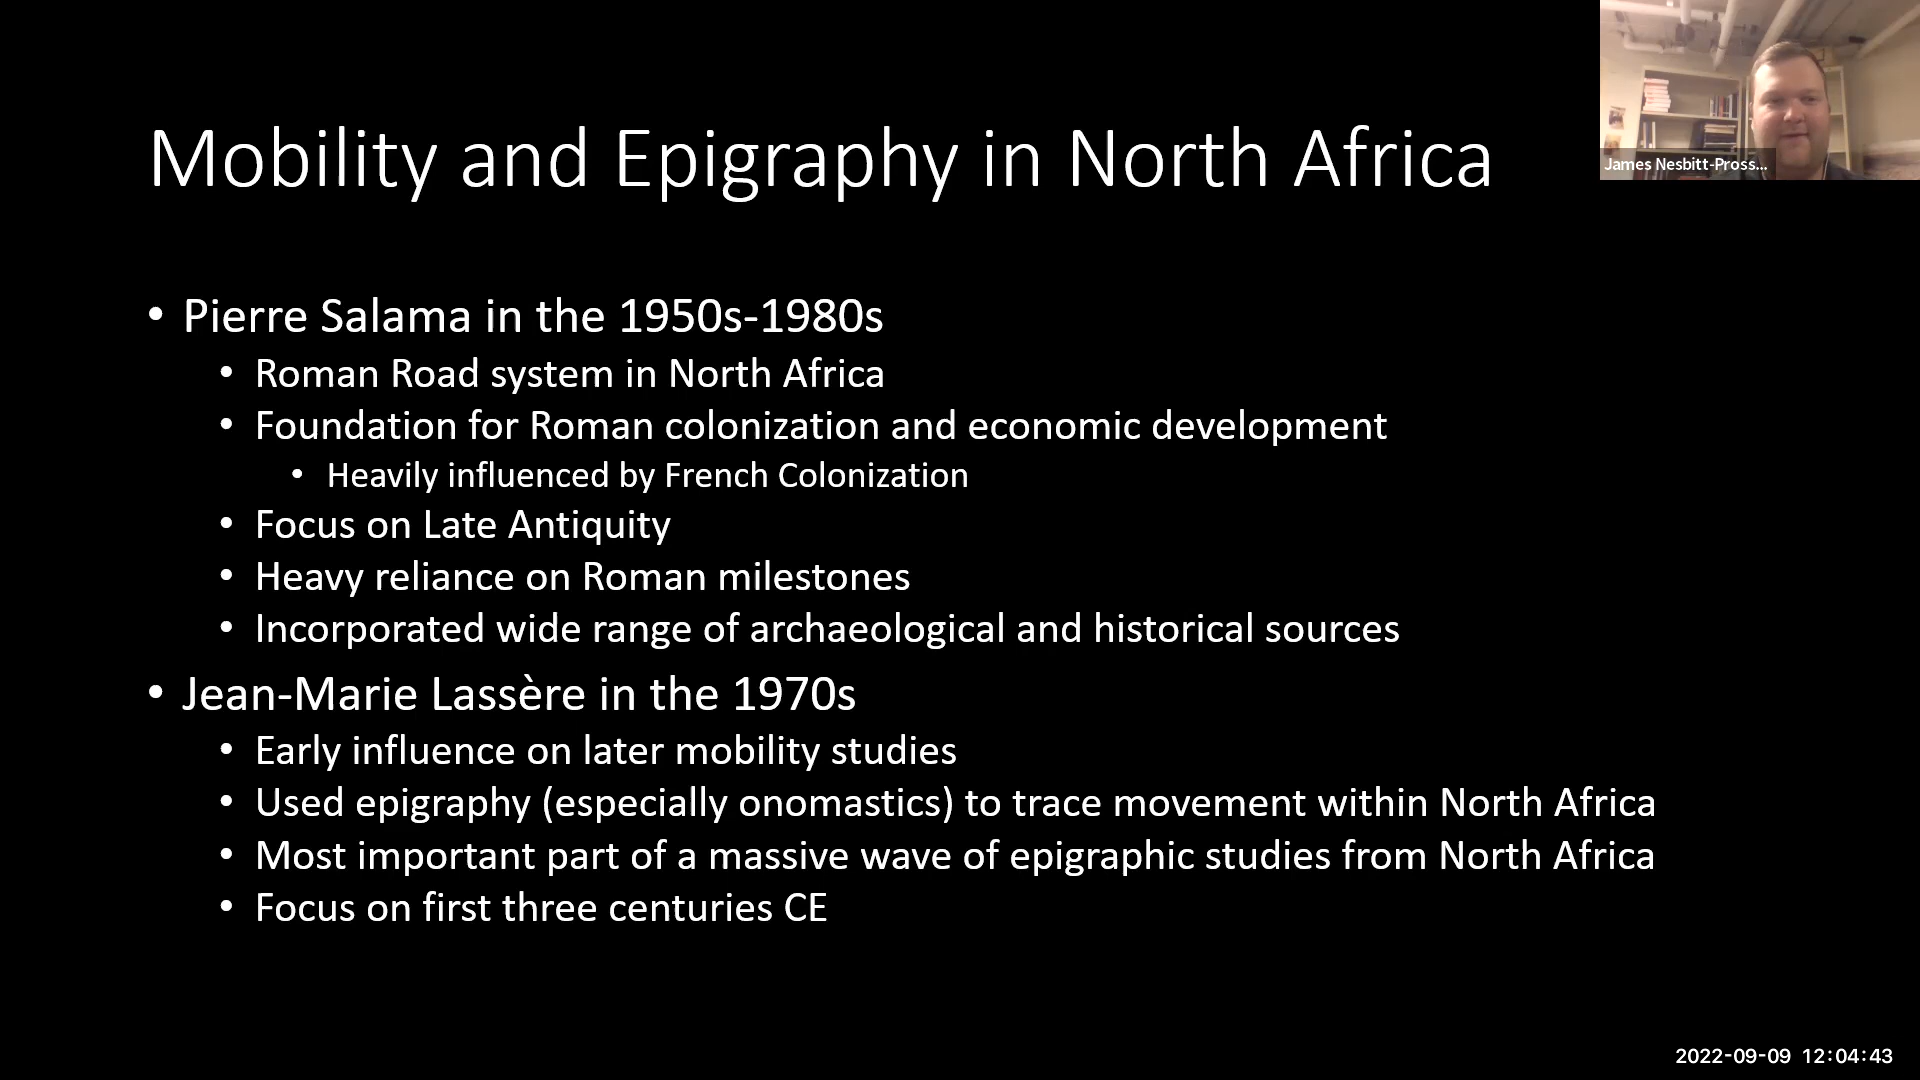 Mobility and Epigraphy in North Africa
James Nesbitt-Pross...
• Pierre Salama in the 1950s-1980s
• Roman Road system in North Africa
• Foundation for Roman colonization and economic development
• Heavily influenced by French Colonization
• Focus on Late Antiquity
• Heavy reliance on Roman milestones
• Incorporated wide range of archaeological and historical sources
• Jean-Marie Lassère in the 1970s
• Early influence on later mobility studies
• Used epigraphy (especially onomastics) to trace movement within North Africa
• Most important part of a massive wave of epigraphic studies from North Africa
• Focus on first three centuries CE
2022-09-09 12:04:43